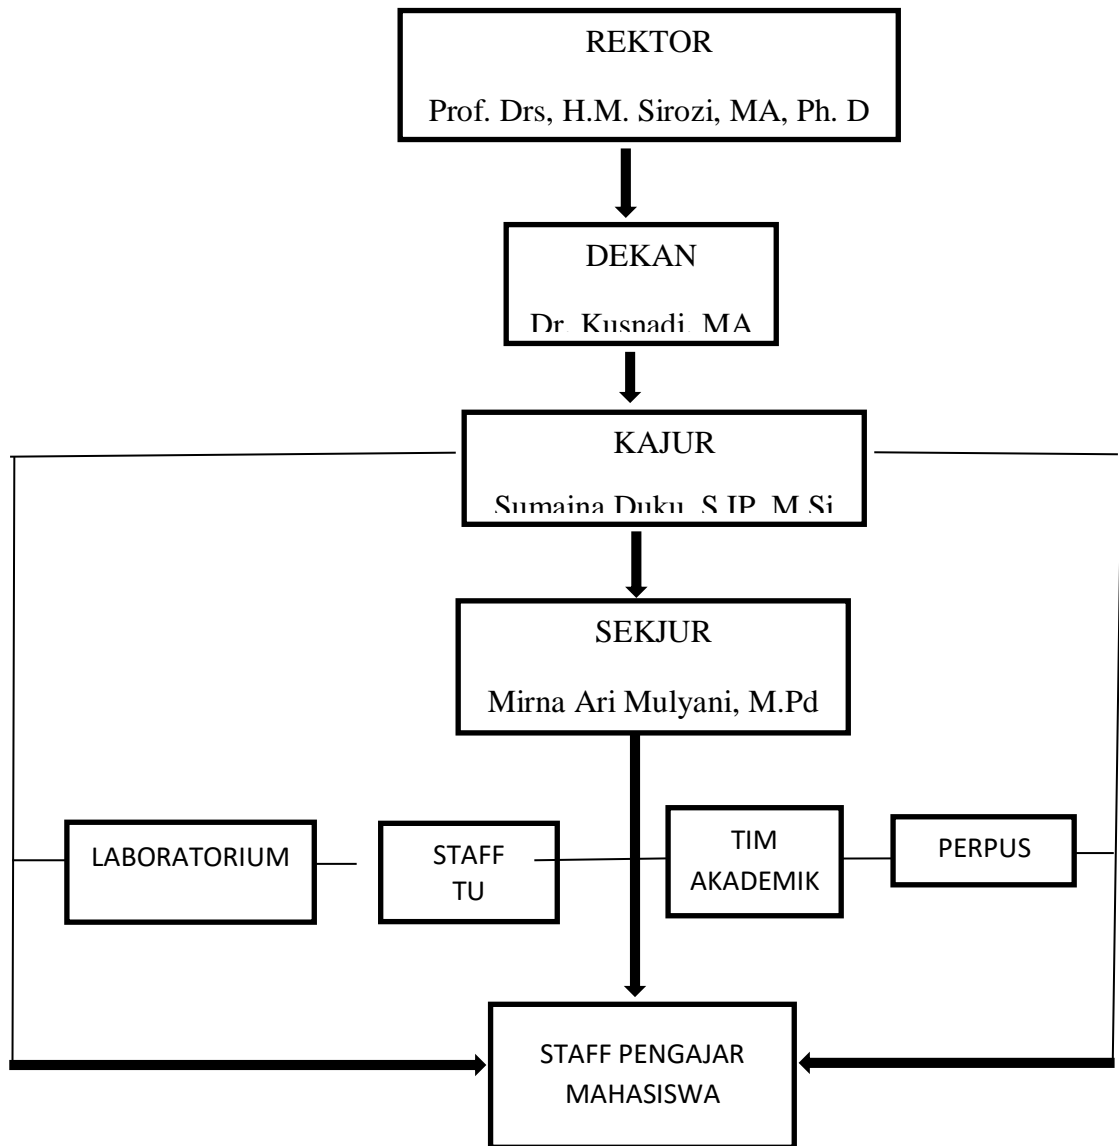 REKTOR
Prof. Drs, H.M. Sirozi, MA, Ph. D
DEKAN
Dr. Kusnadi, MA
KAJUR
Sumaina Duku, S.IP, M.Si
SEKJUR
Mirna Ari Mulyani, M.Pd
LABORATORIUM
STAFF
TU
TIM
AKADEMIK
PERPUS
STAFF PENGAJAR
MAHASISWA